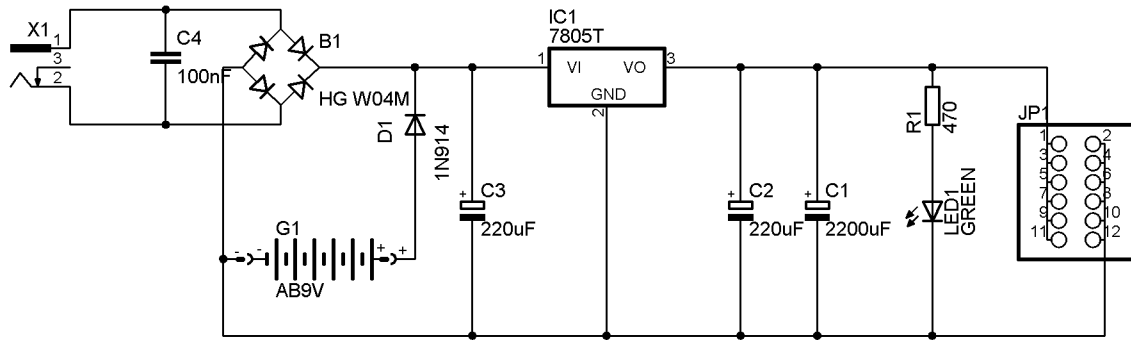 X1
1
3
2
C4
100nF
B1
HG W04M
D1
1N914
G1
- -
+ +
AB9V
+
C3
220uF
IC1
7805T
1
VI
VO
3
GND
2
+
C2
220uF
+
C1
2200uF
R1
470
LED1
GREEN
JP1
1 2
3 4
5 6
7 8
9 10
11 12